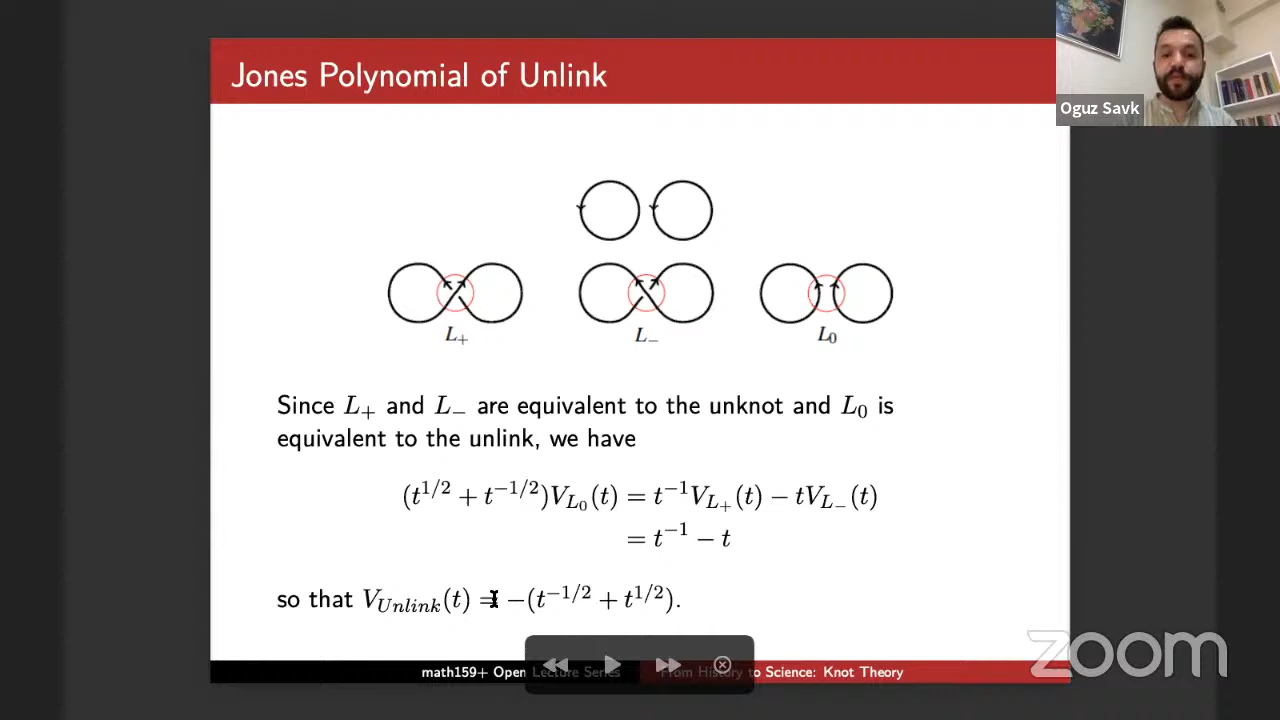 Jones Polynomial of Unlink
Oguz Savk
L₊ L₋ L₀
Since L₊ and L₋ are equivalent to the unknot and L₀ is
equivalent to the unlink, we have
(t^{1/2} + t^{-1/2})V_{L₀}(t) = t^{-1}V_{L₊}(t) − tV_{L₋}(t)
= t^{-1} − t
so that V_{Unlink}(t) = −(t^{-1/2} + t^{1/2}).
math159+ Open Lecture Series From History to Science: Knot Theory
zoom